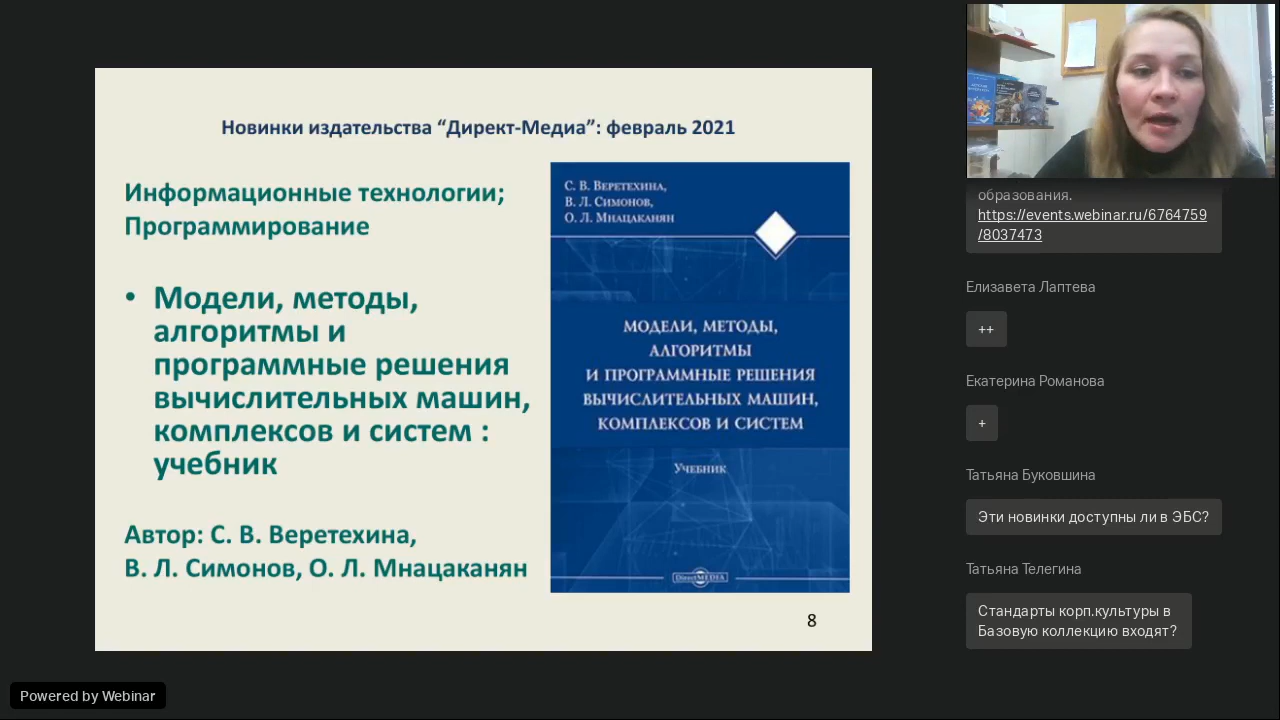 Новинки издательства “Директ-Медиа”: февраль 2021
Информационные технологии;
Программирование
• Модели, методы,
алгоритмы и
программные решения
вычислительных машин,
комплексов и систем :
учебник
Автор: С. В. Веретехина,
В. Л. Симонов, О. Л. Мнацаканян
С. В. Веретехина,
В. Л. Симонов,
О. Л. Мнацаканян
МОДЕЛИ, МЕТОДЫ,
АЛГОРИТМЫ
И ПРОГРАММНЫЕ РЕШЕНИЯ
ВЫЧИСЛИТЕЛЬНЫХ МАШИН,
КОМПЛЕКСОВ И СИСТЕМ
Учебник
DirectMEDIA
8
образования.
https://events.webinar.ru/6764759
/8037473
Елизавета Лаптева
++
Екатерина Романова
+
Татьяна Буковшина
Эти новинки доступны ли в ЭБС?
Татьяна Телегина
Стандарты корп.культуры в
Базовую коллекцию входят?
Powered by Webinar